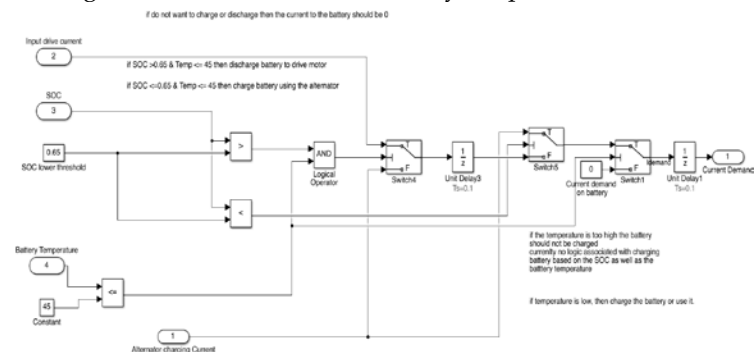 if do not want to charge or discharge then the current to the battery should be 0
Input drive current
2
if SOC >0.65 & Temp <= 45 then discharge battery to drive motor
if SOC <=0.65 & Temp <= 45 then charge battery using the alternator
SOC
3
0.65
SOC lower threshold
>
AND
Logical
Operator
T
F
Switch4
1
z
Unit Delay3
Ts=0.1
T
F
Switch5
0
Current demand
on battery
T
F
Switch1
Idemand
1
z
Unit Delay1
Ts=0.1
1
Current Demand
<
if the temperature is too high the battery
should not be charged
currenlty no logic associated with charging
battery based on the SOC as well as the
batttery temperature
Battery Temperature
4
<=
45
Constant
if temperature is low, then charge the battery or use it.
1
Alternator charging Current